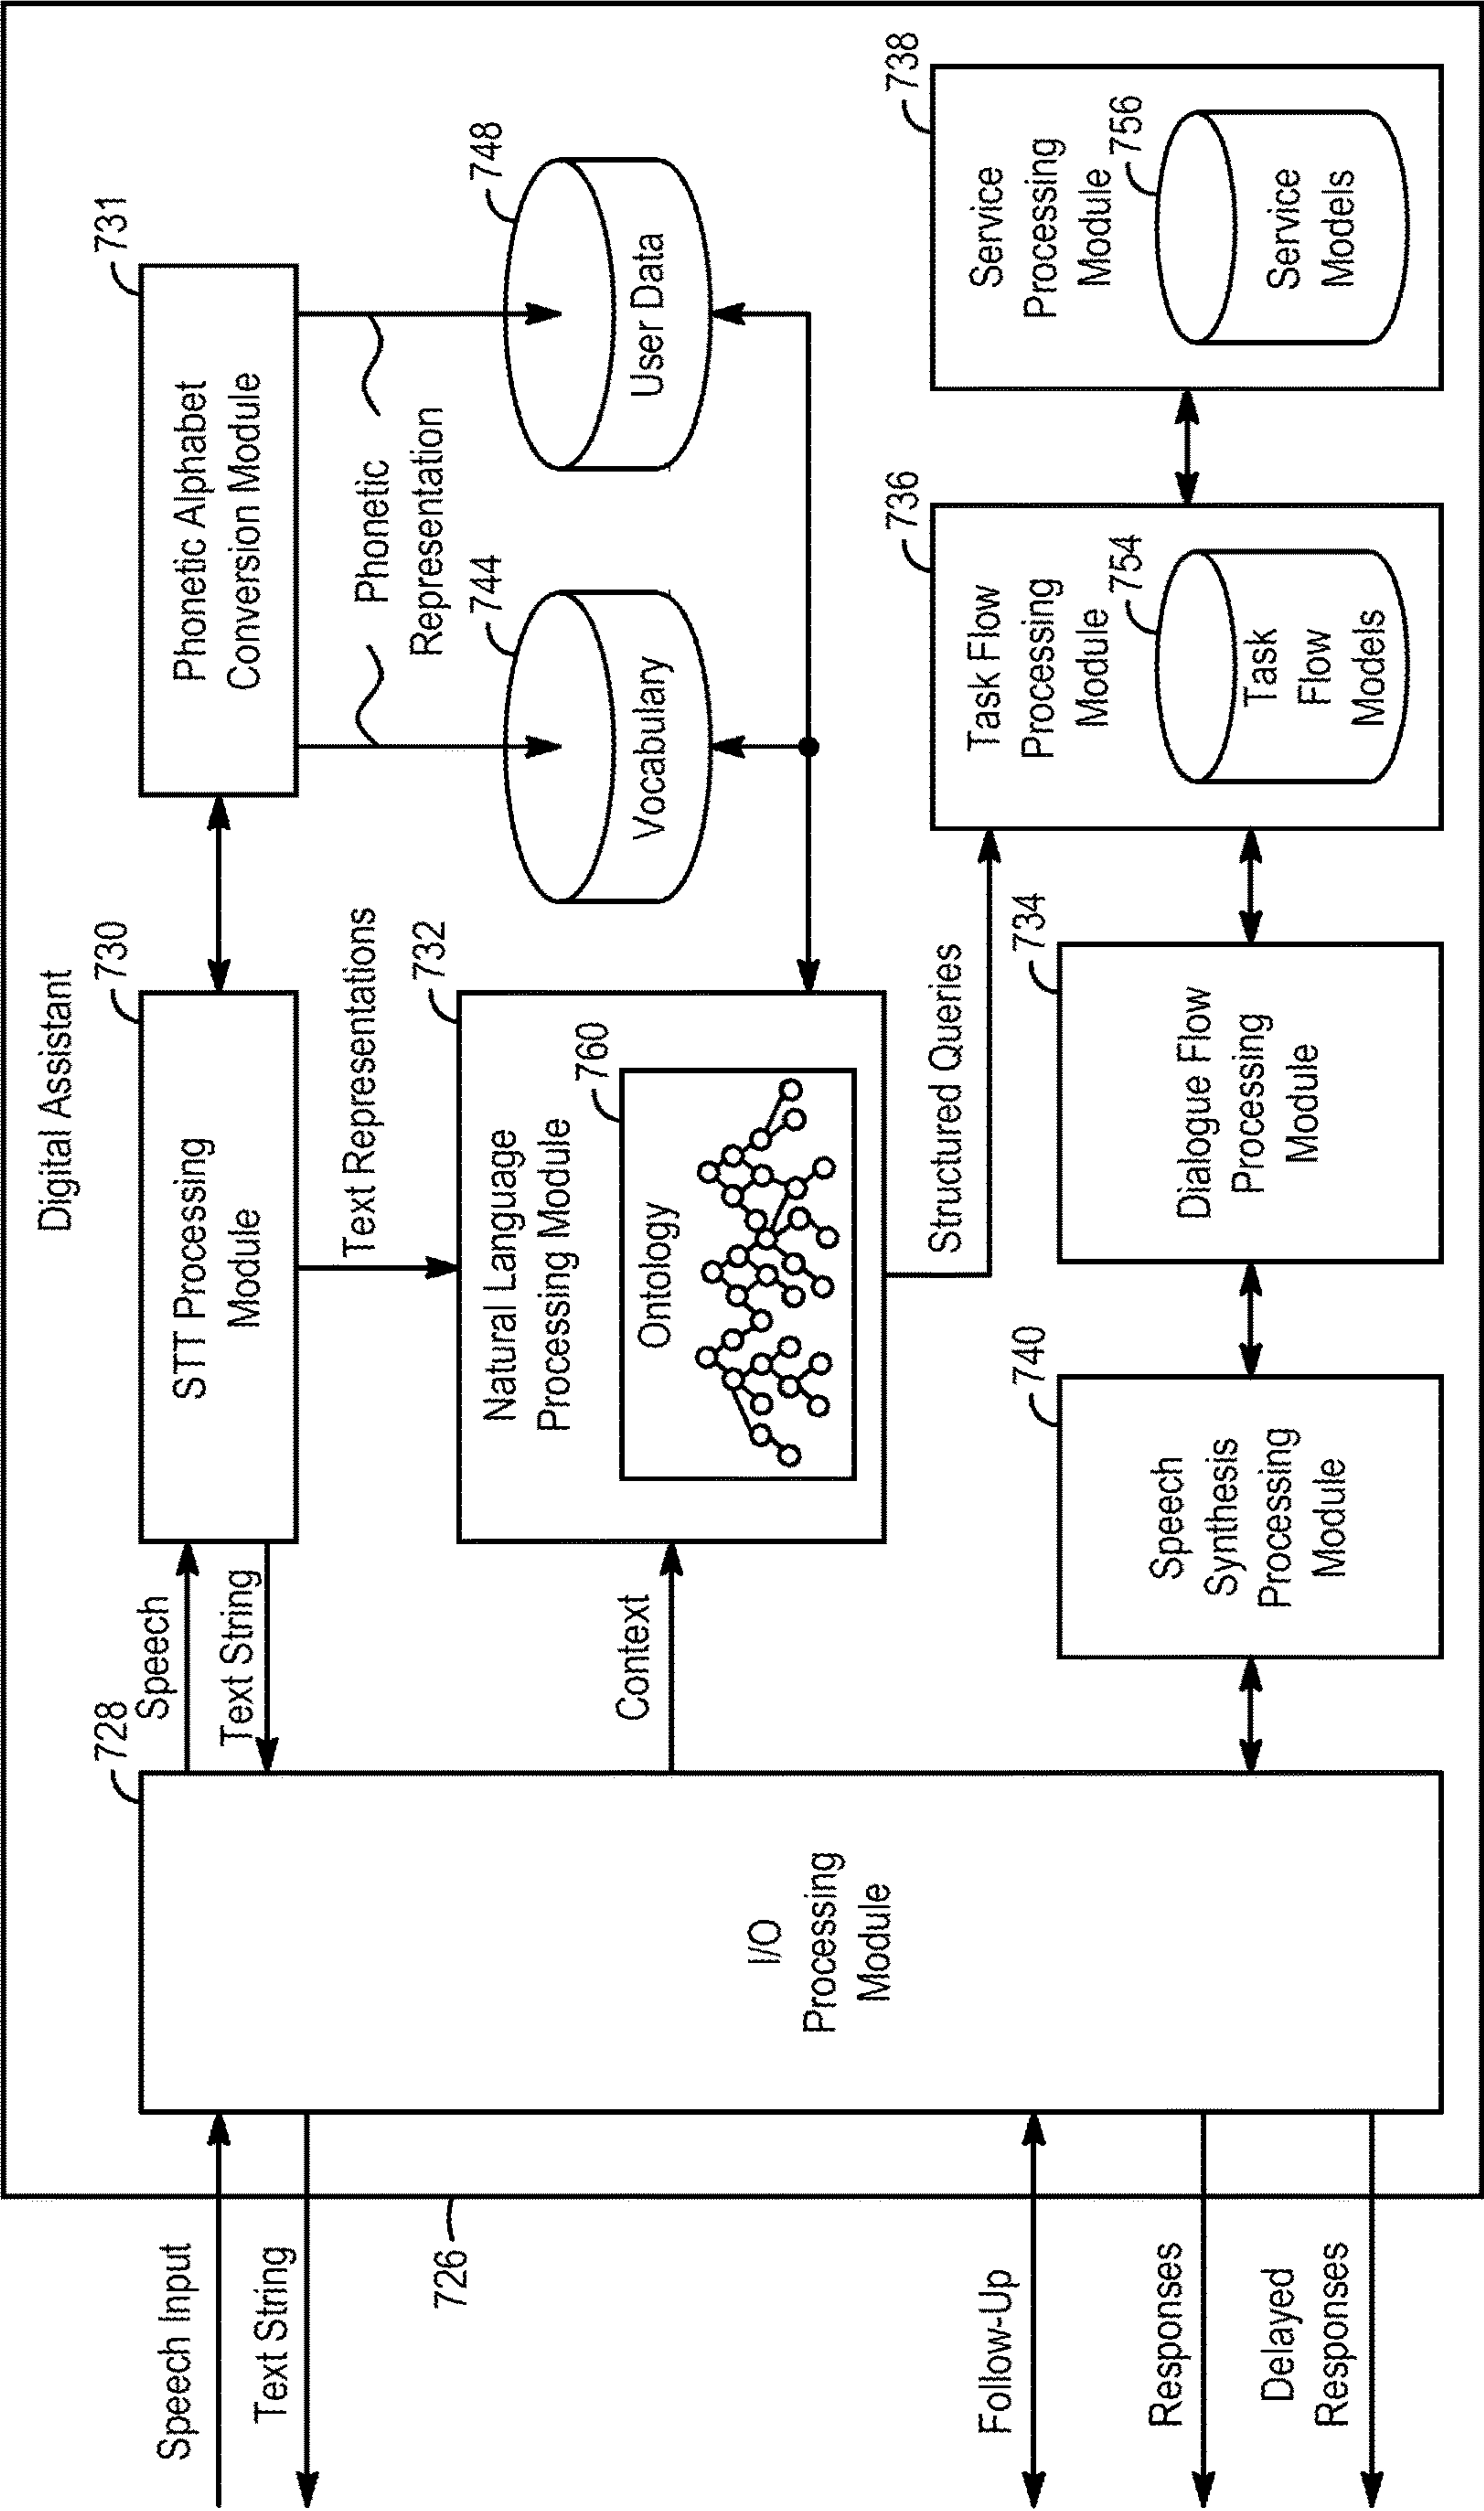 Digital Assistant
Speech Input
Text String
726
728
I/O
Processing
Module
Speech
Text String
730
STT Processing
Module
731
Phonetic Alphabet
Conversion Module
Text Representations
Phonetic
Representation
744
Vocabulary
748
User Data
Context
732
Natural Language
Processing Module
760
Ontology
Structured Queries
Follow-Up
Responses
Delayed
Responses
740
Speech
Synthesis
Processing
Module
734
Dialogue Flow
Processing
Module
736
Task Flow
Processing
Module
754
Task
Flow
Models
738
Service
Processing
Module
756
Service
Models